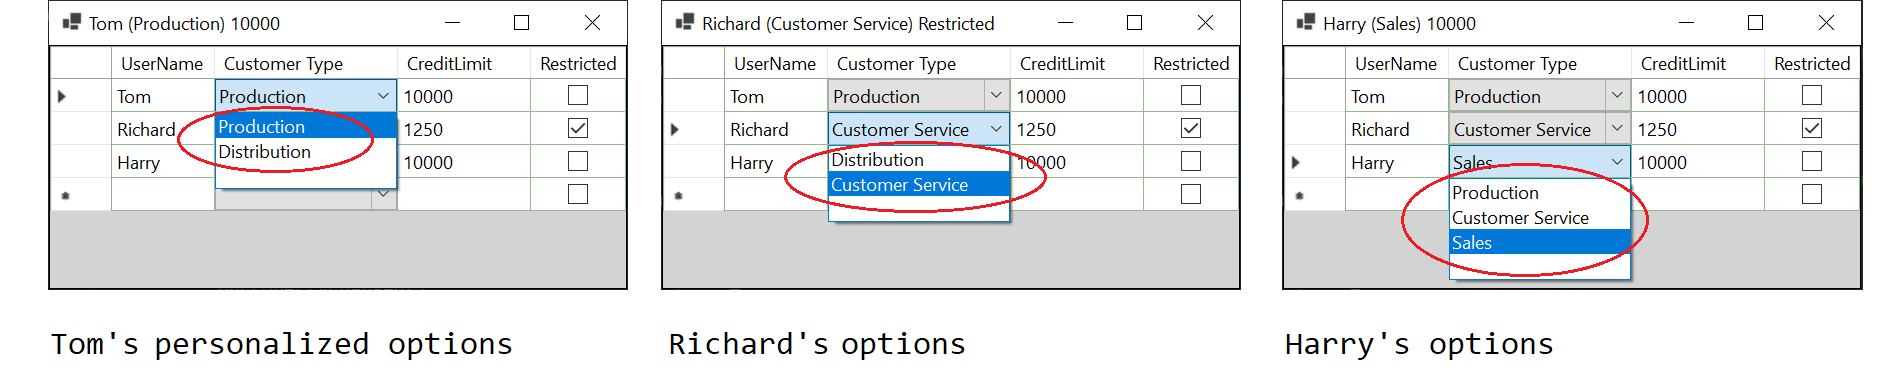 Tom (Production) 10000
UserName Customer Type CreditLimit Restricted
Tom Production 10000
Production
Richard 1250
Distribution
Harry 10000
Richard (Customer Service) Restricted
UserName Customer Type CreditLimit Restricted
Tom Production 10000
Richard Customer Service 1250
Distribution
Harry 10000
Customer Service
Harry (Sales) 10000
UserName Customer Type CreditLimit Restricted
Tom Production 10000
Richard Customer Service 1250
Harry Sales 10000
Production
Customer Service
Sales
Tom's personalized options
Richard's options
Harry's options